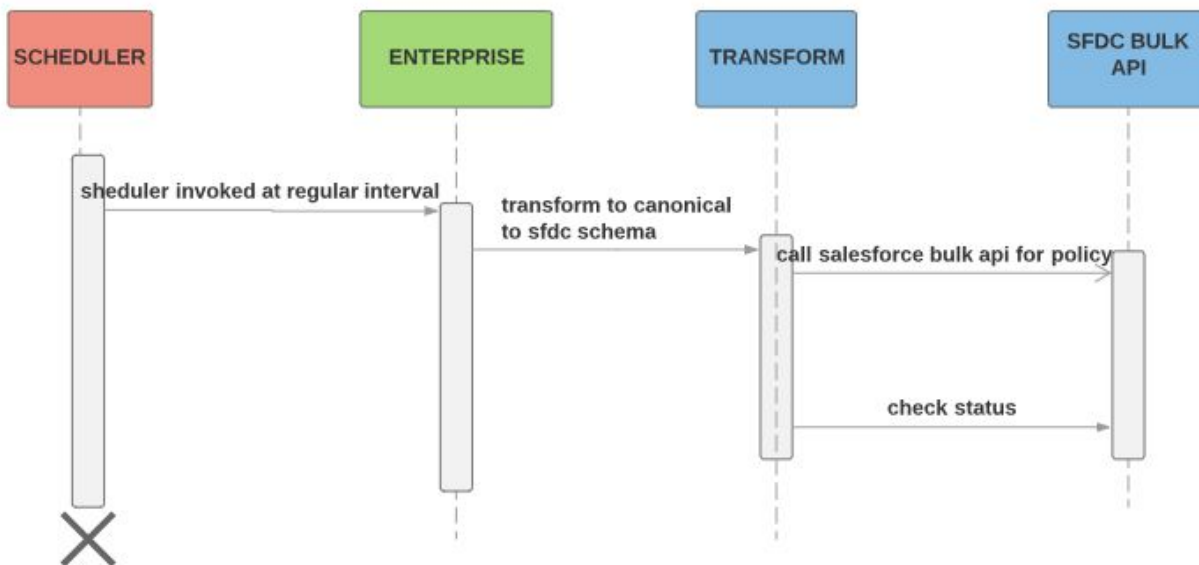 SCHEDULER
ENTERPRISE
TRANSFORM
SFDC BULK
API
sheduler invoked at regular interval
transform to canonical
to sfdc schema
call salesforce bulk api for policy
check status